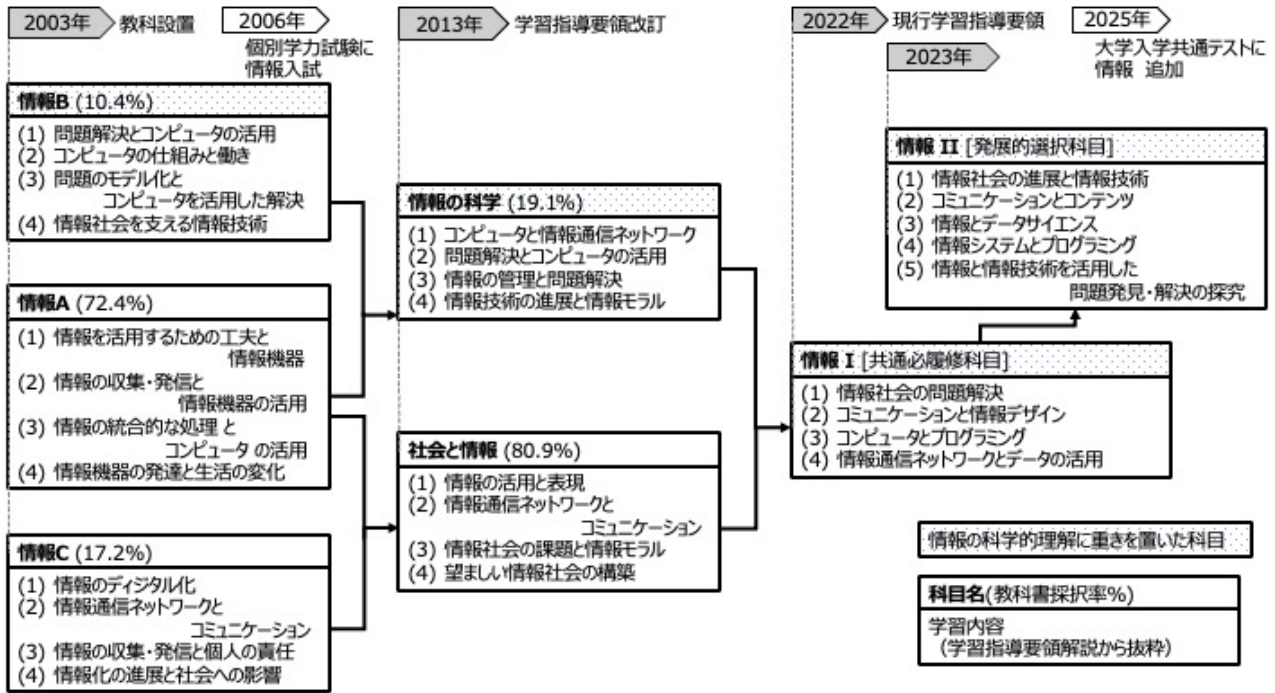 2003年 教科設置
2006年
個別学力試験に
情報入試
情報B (10.4%)
(1) 問題解決とコンピュータの活用
(2) コンピュータの仕組みと働き
(3) 問題のモデル化と
コンピュータを活用した解決
(4) 情報社会を支える情報技術
情報A (72.4%)
(1) 情報を活用するための工夫と
情報機器
(2) 情報の収集・発信と
情報機器の活用
(3) 情報の統合的な処理 と
コンピュータ の活用
(4) 情報機器の発達と生活の変化
情報C (17.2%)
(1) 情報のディジタル化
(2) 情報通信ネットワークと
コミュニケーション
(3) 情報の収集・発信と個人の責任
(4) 情報化の進展と社会への影響
2013年 学習指導要領改訂
情報の科学 (19.1%)
(1) コンピュータと情報通信ネットワーク
(2) 問題解決とコンピュータの活用
(3) 情報の管理と問題解決
(4) 情報技術の進展と情報モラル
社会と情報 (80.9%)
(1) 情報の活用と表現
(2) 情報通信ネットワークと
コミュニケーション
(3) 情報社会の課題と情報モラル
(4) 望ましい情報社会の構築
2022年 現行学習指導要領
2023年
2025年
大学入学共通テストに
情報 追加
情報 II [発展的選択科目]
(1) 情報社会の進展と情報技術
(2) コミュニケーションとコンテンツ
(3) 情報とデータサイエンス
(4) 情報システムとプログラミング
(5) 情報と情報技術を活用した
問題発見・解決の探究
情報 I [共通必履修科目]
(1) 情報社会の問題解決
(2) コミュニケーションと情報デザイン
(3) コンピュータとプログラミング
(4) 情報通信ネットワークとデータの活用
情報の科学的理解に重きを置いた科目
科目名(教科書採択率%)
学習内容
(学習指導要領解説から抜粋)